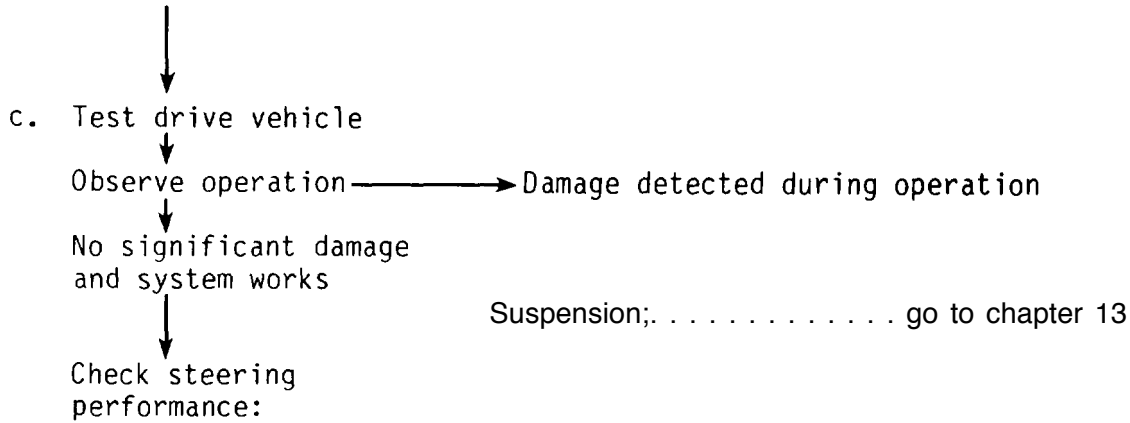 c. Test drive vehicle
Observe operation
Damage detected during operation
No significant damage
and system works
Suspension;. . . . . . . . . . . . . . go to chapter 13
Check steering
performance: